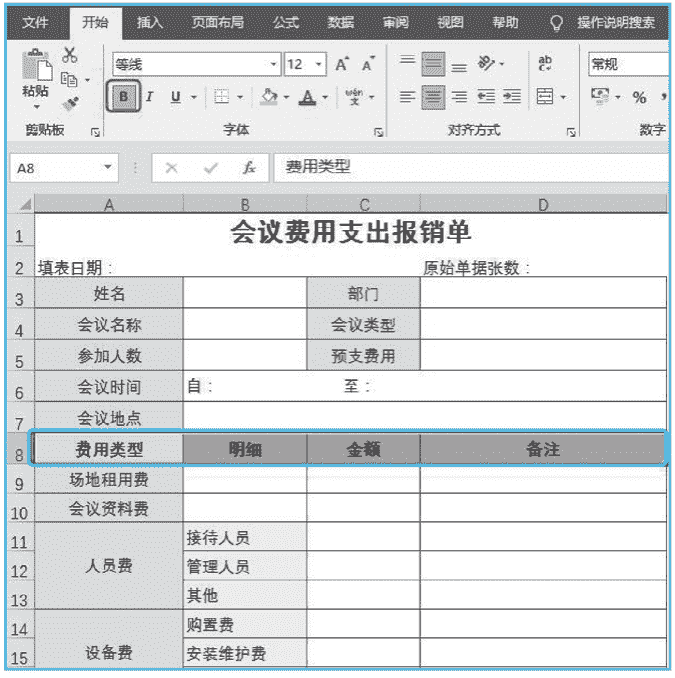 文件 开始 插入 页面布局 公式 数据 审阅 视图 帮助 操作说明搜索
等线 12 A A ab 常规
粘贴 B I U A wén 文 %
剪贴板 字体 对齐方式 数字
A8 fx 费用类型
A B C D
1 会议费用支出报销单
2 填表日期： 原始单据张数：
3 姓名 部门
4 会议名称 会议类型
5 参加人数 预支费用
6 会议时间 自： 至：
7 会议地点
8 费用类型 明细 金额 备注
9 场地租用费
10 会议资料费
11 接待人员
12 人员费 管理人员
13 其他
14 购置费
15 设备费 安装维护费